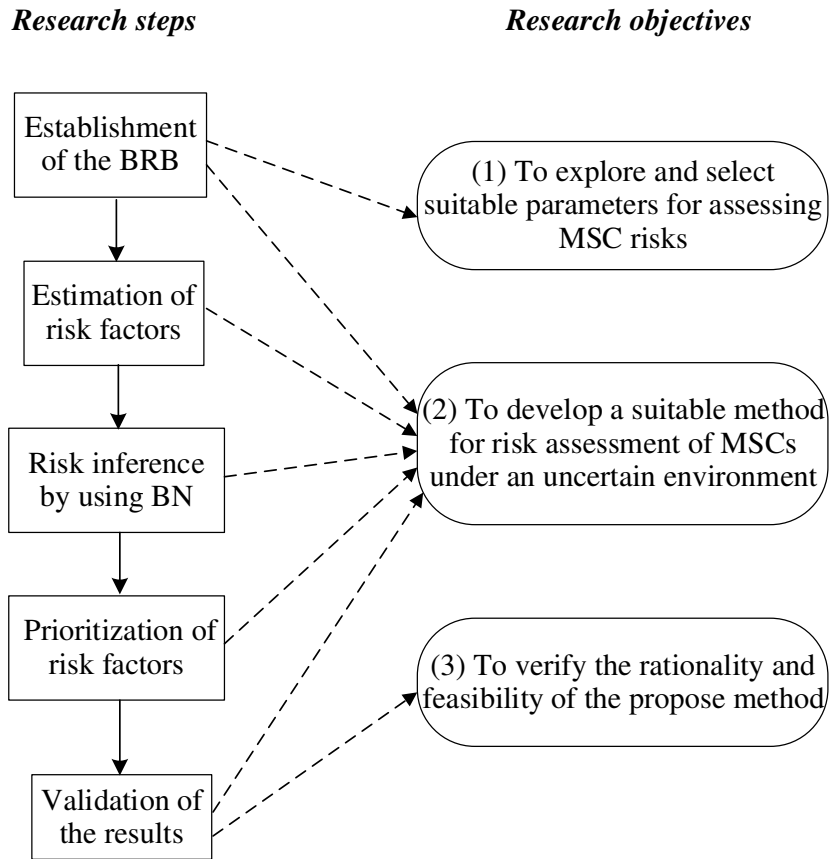 Research steps
Research objectives
Establishment
of the BRB
(1) To explore and select
suitable parameters for assessing
MSC risks
Estimation of
risk factors
(2) To develop a suitable method
for risk assessment of MSCs
under an uncertain environment
Risk inference
by using BN
Prioritization of
risk factors
(3) To verify the rationality and
feasibility of the propose method
Validation of
the results